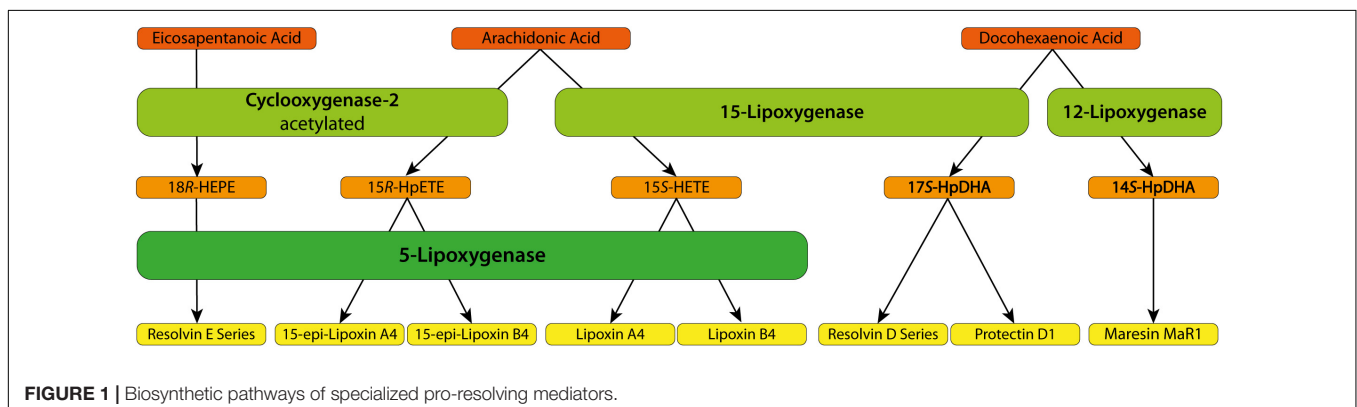 Eicosapentanoic Acid
Arachidonic Acid
Docohexaenoic Acid
Cyclooxygenase-2
acetylated
15-Lipoxygenase
12-Lipoxygenase
18R-HEPE
15R-HpETE
15S-HETE
17S-HpDHA
14S-HpDHA
5-Lipoxygenase
Resolvin E Series
15-epi-Lipoxin A4
15-epi-Lipoxin B4
Lipoxin A4
Lipoxin B4
Resolvin D Series
Protectin D1
Maresin MaR1
FIGURE 1 | Biosynthetic pathways of specialized pro-resolving mediators.